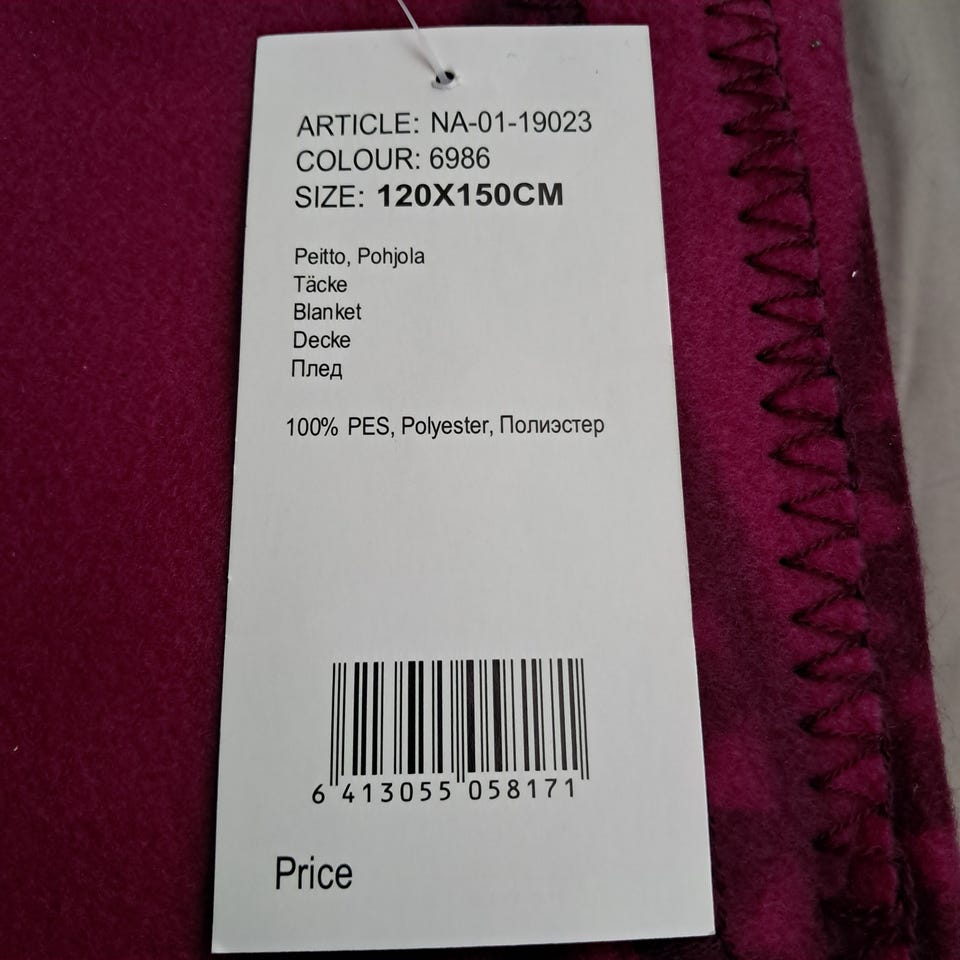 ARTICLE: NA-01-19023
COLOUR: 6986
SIZE: 120X150CM
Peitto, Pohjola
Täcke
Blanket
Decke
Плед
100% PES, Polyester, Полиэстер
6 413055 058171
Price